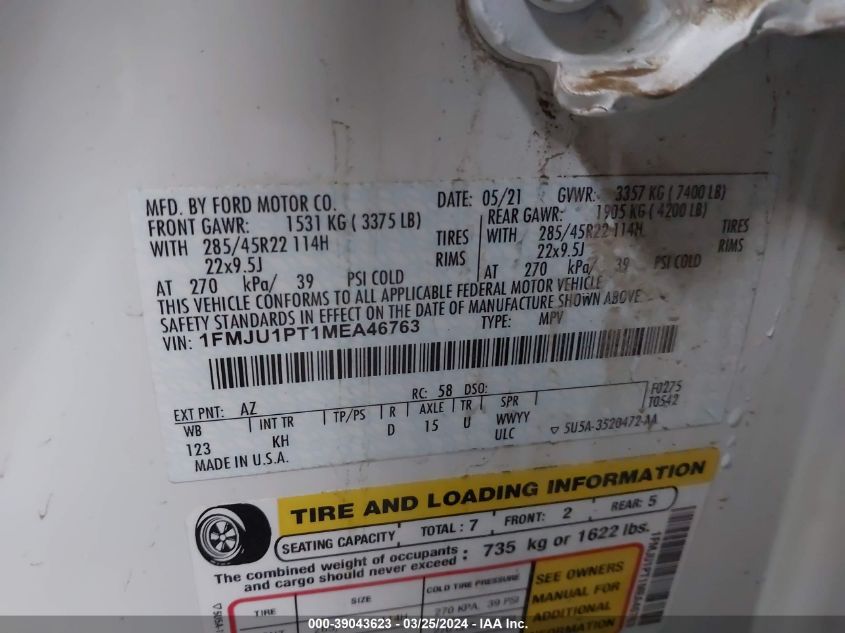 MFD. BY FORD MOTOR CO. DATE: 05/21 GVWR: 3357 KG ( 7400 LB)
FRONT GAWR: 1531 KG ( 3375 LB) REAR GAWR: 1905 KG ( 4200 LB)
WITH 285/45R22 114H TIRES WITH 285/45R22 114H TIRES
22x9.5J RIMS 22x9.5J RIMS
AT 270 kPa/ 39 PSI COLD AT 270 kPa/ 39 PSI COLD
THIS VEHICLE CONFORMS TO ALL APPLICABLE FEDERAL MOTOR VEHICLE
SAFETY STANDARDS IN EFFECT ON THE DATE OF MANUFACTURE SHOWN ABOVE
VIN: 1FMJU1PT1MEA46763 TYPE: MPV
RC: 58 DSO: F0275
EXT PNT: AZ T0542
WB INT TR TP/PS R AXLE TR SPR
123 KH D 15 U WWYY
ULC 5U5A-3520472-AA
MADE IN U.S.A.
TIRE AND LOADING INFORMATION
SEATING CAPACITY TOTAL : 7 FRONT: 2 REAR: 5
The combined weight of occupants and cargo should never exceed : 735 kg or 1622 lbs.
TIRE SIZE COLD TIRE PRESSURE SEE OWNERS
270 KPA, 39 PSI MANUAL FOR
ADDITIONAL
INFORMATION
000-39043623 - 03/25/2024 - IAA Inc.